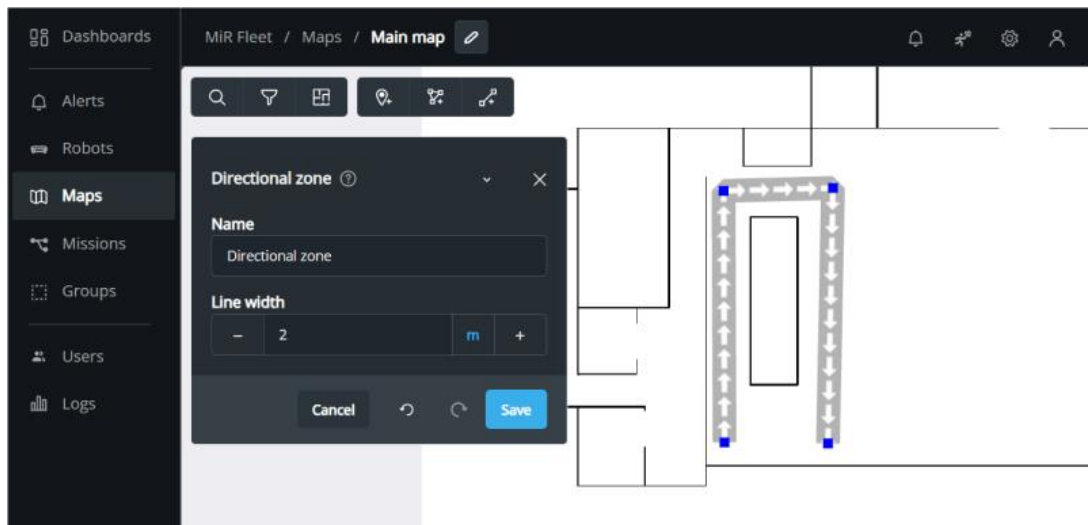 Dashboards
MiR Fleet / Maps / Main map
Alerts
Robots
Maps
Missions
Groups
Users
Logs
Directional zone
Name
Directional zone
Line width
− 2 m +
Cancel
Save